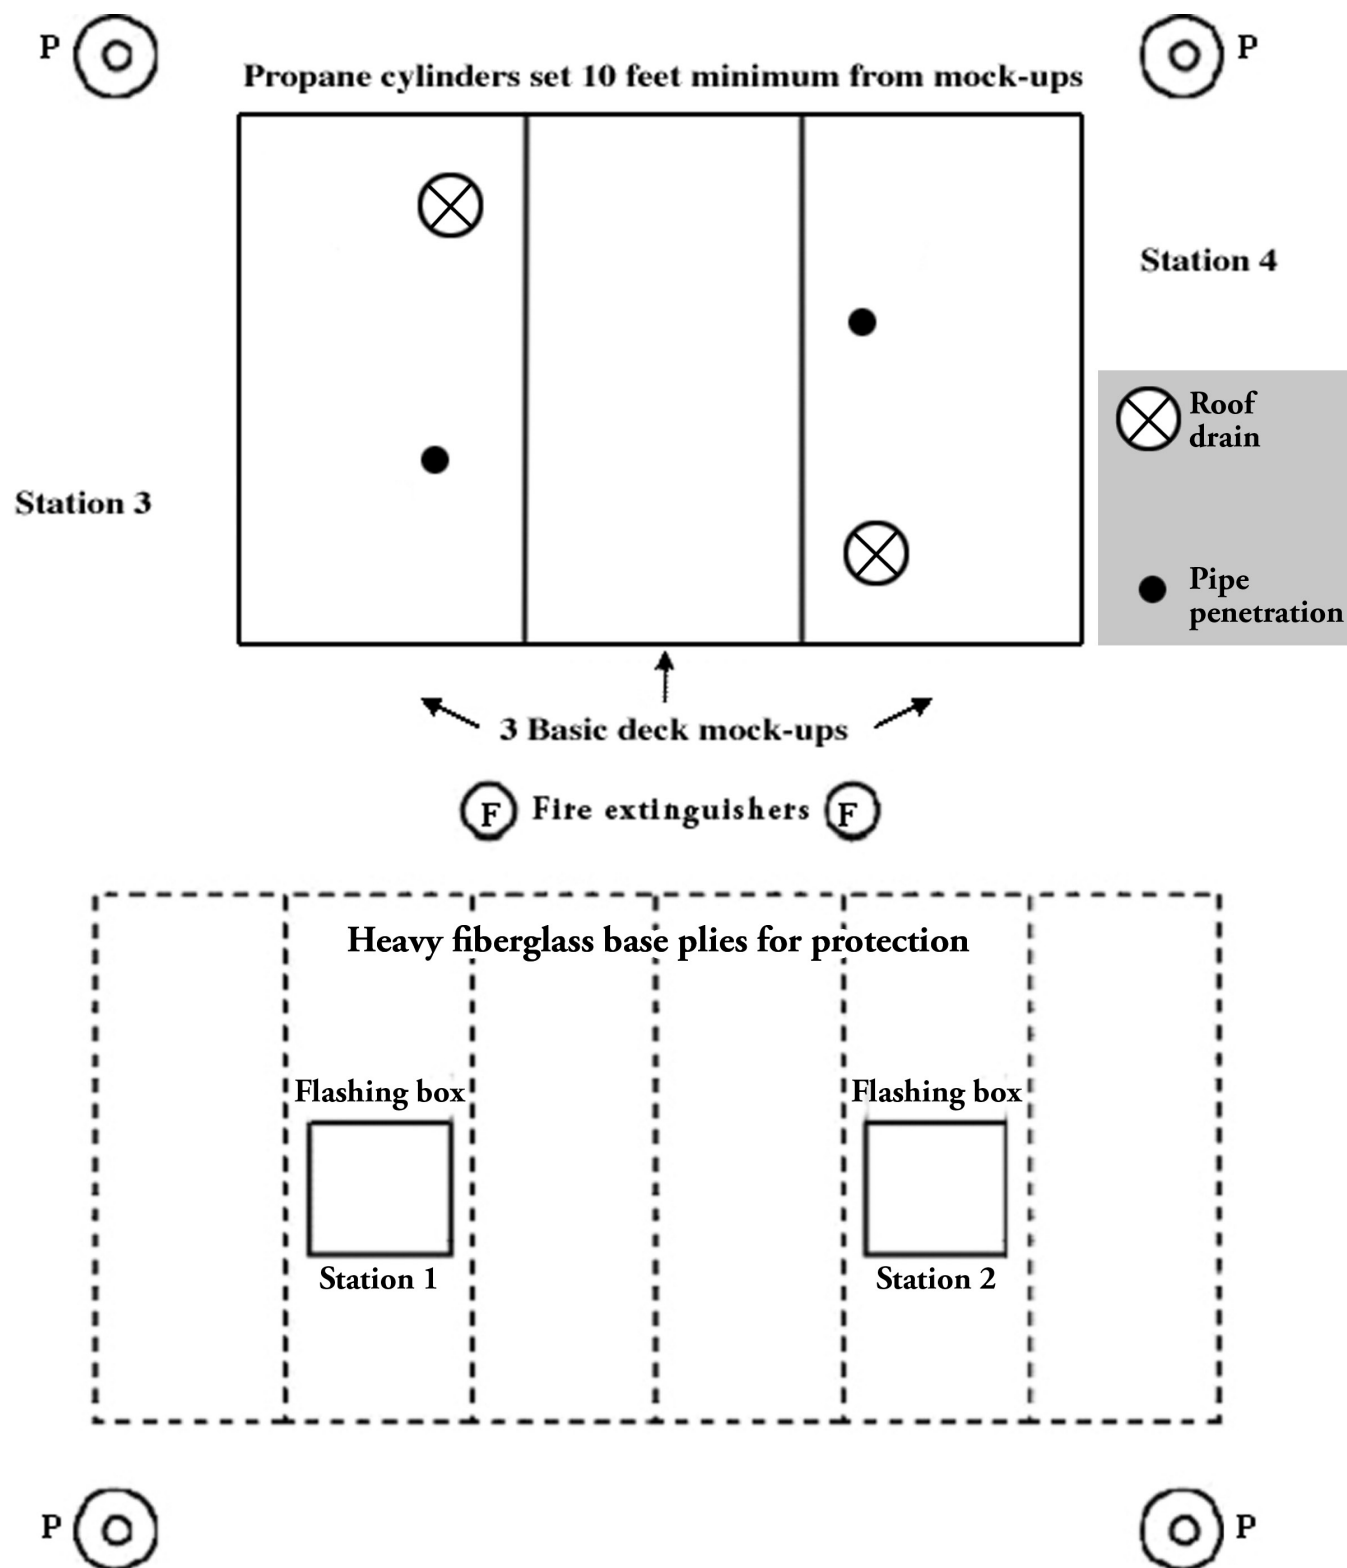 P
P
Propane cylinders set 10 feet minimum from mock-ups
Station 4
Roof
drain
Station 3
Pipe
penetration
3 Basic deck mock-ups
F Fire extinguishers F
Heavy fiberglass base plies for protection
Flashing box
Flashing box
Station 1
Station 2
P
P